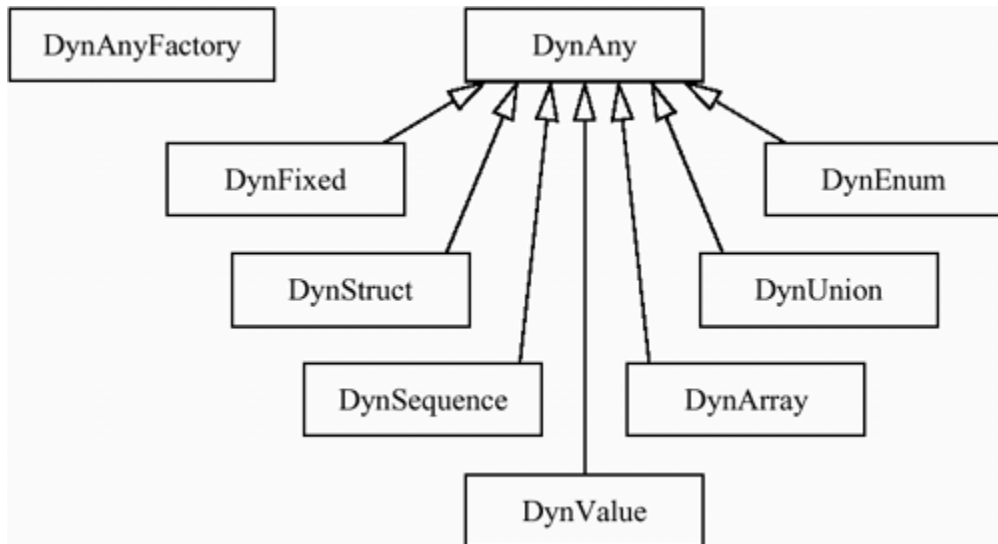 DynAnyFactory
DynAny
DynFixed
DynEnum
DynStruct
DynUnion
DynSequence
DynArray
DynValue